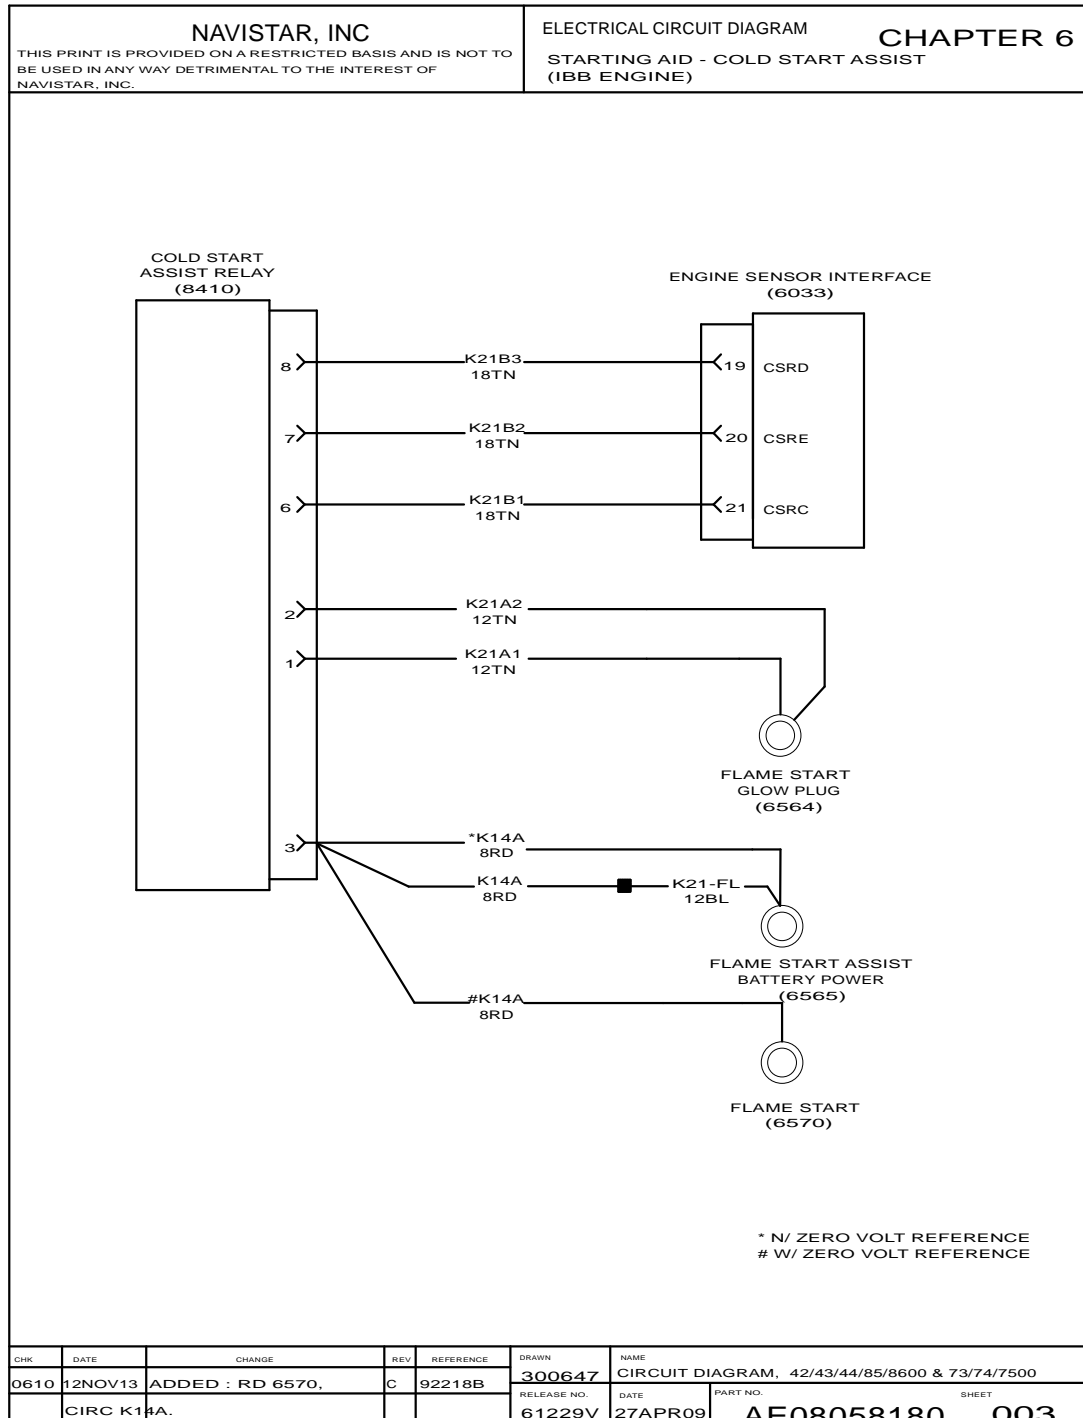 NAVISTAR, INC
THIS PRINT IS PROVIDED ON A RESTRICTED BASIS AND IS NOT TO
BE USED IN ANY WAY DETRIMENTAL TO THE INTEREST OF
NAVISTAR, INC.
ELECTRICAL CIRCUIT DIAGRAM
CHAPTER 6
STARTING AID - COLD START ASSIST
(IBB ENGINE)
COLD START
ASSIST RELAY
(8410)
ENGINE SENSOR INTERFACE
(6033)
8
K21B3
18TN
19
CSRD
7
K21B2
18TN
20
CSRE
6
K21B1
18TN
21
CSRC
2
K21A2
12TN
1
K21A1
12TN
FLAME START
GLOW PLUG
(6564)
3
*K14A
8RD
K14A
8RD
K21-FL
12BL
FLAME START ASSIST
BATTERY POWER
(6565)
#K14A
8RD
FLAME START
(6570)
* N/ ZERO VOLT REFERENCE
# W/ ZERO VOLT REFERENCE
CHK DATE CHANGE REV REFERENCE
0610 12NOV13 ADDED : RD 6570, C 92218B
CIRC K14A.
DRAWN
300647
NAME
CIRCUIT DIAGRAM, 42/43/44/85/8600 & 73/74/7500
RELEASE NO.
61229V
DATE
27APR09
PART NO.
AE08058180
SHEET
003